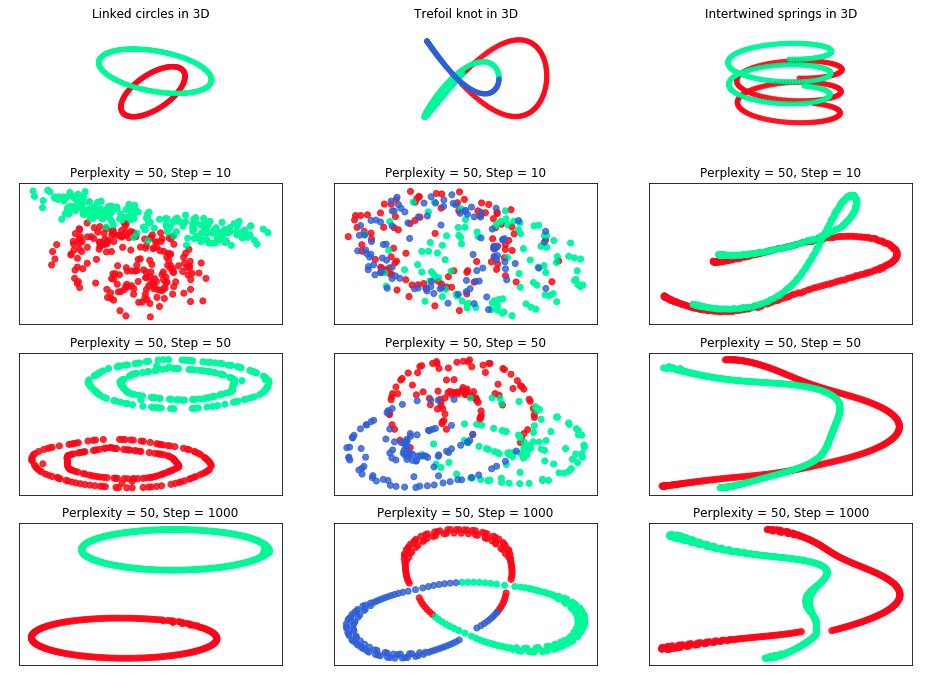 Linked circles in 3D
Trefoil knot in 3D
Intertwined springs in 3D
Perplexity = 50, Step = 10
Perplexity = 50, Step = 10
Perplexity = 50, Step = 10
Perplexity = 50, Step = 50
Perplexity = 50, Step = 50
Perplexity = 50, Step = 50
Perplexity = 50, Step = 1000
Perplexity = 50, Step = 1000
Perplexity = 50, Step = 1000